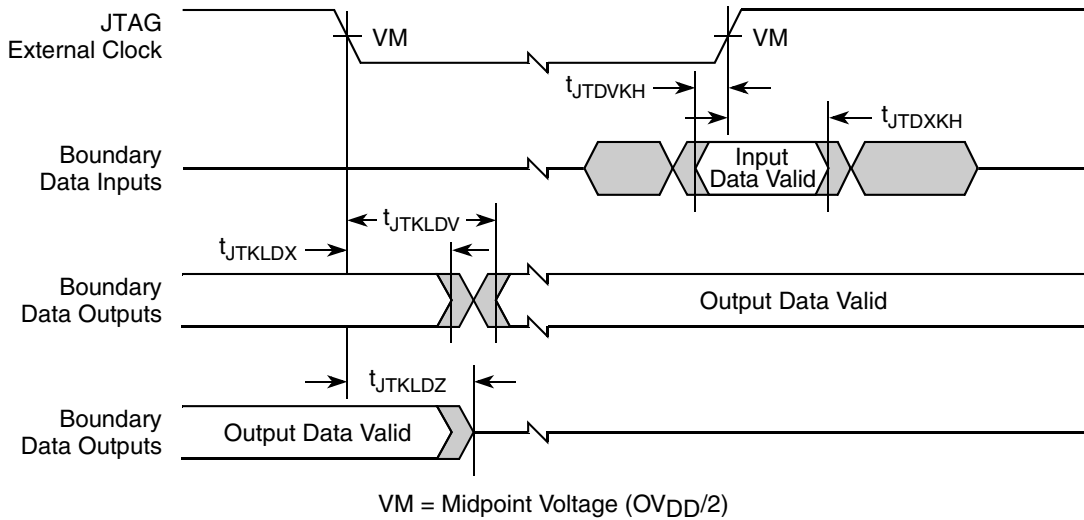 JTAG
External Clock
VM
VM
tJTDVKH
tJTDXKH
Boundary
Data Inputs
Input
Data Valid
tJTKLDV
tJTKLDX
Boundary
Data Outputs
Output Data Valid
tJTKLDZ
Boundary
Data Outputs
Output Data Valid
VM = Midpoint Voltage (OVDD/2)